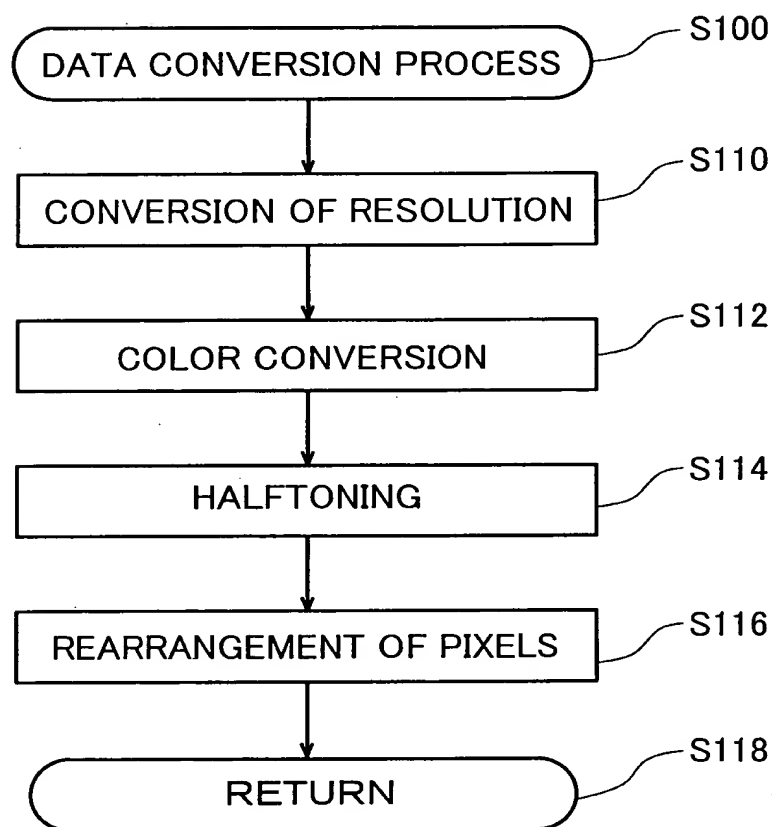 S100
DATA CONVERSION PROCESS
S110
CONVERSION OF RESOLUTION
S112
COLOR CONVERSION
S114
HALFTONING
S116
REARRANGEMENT OF PIXELS
S118
RETURN